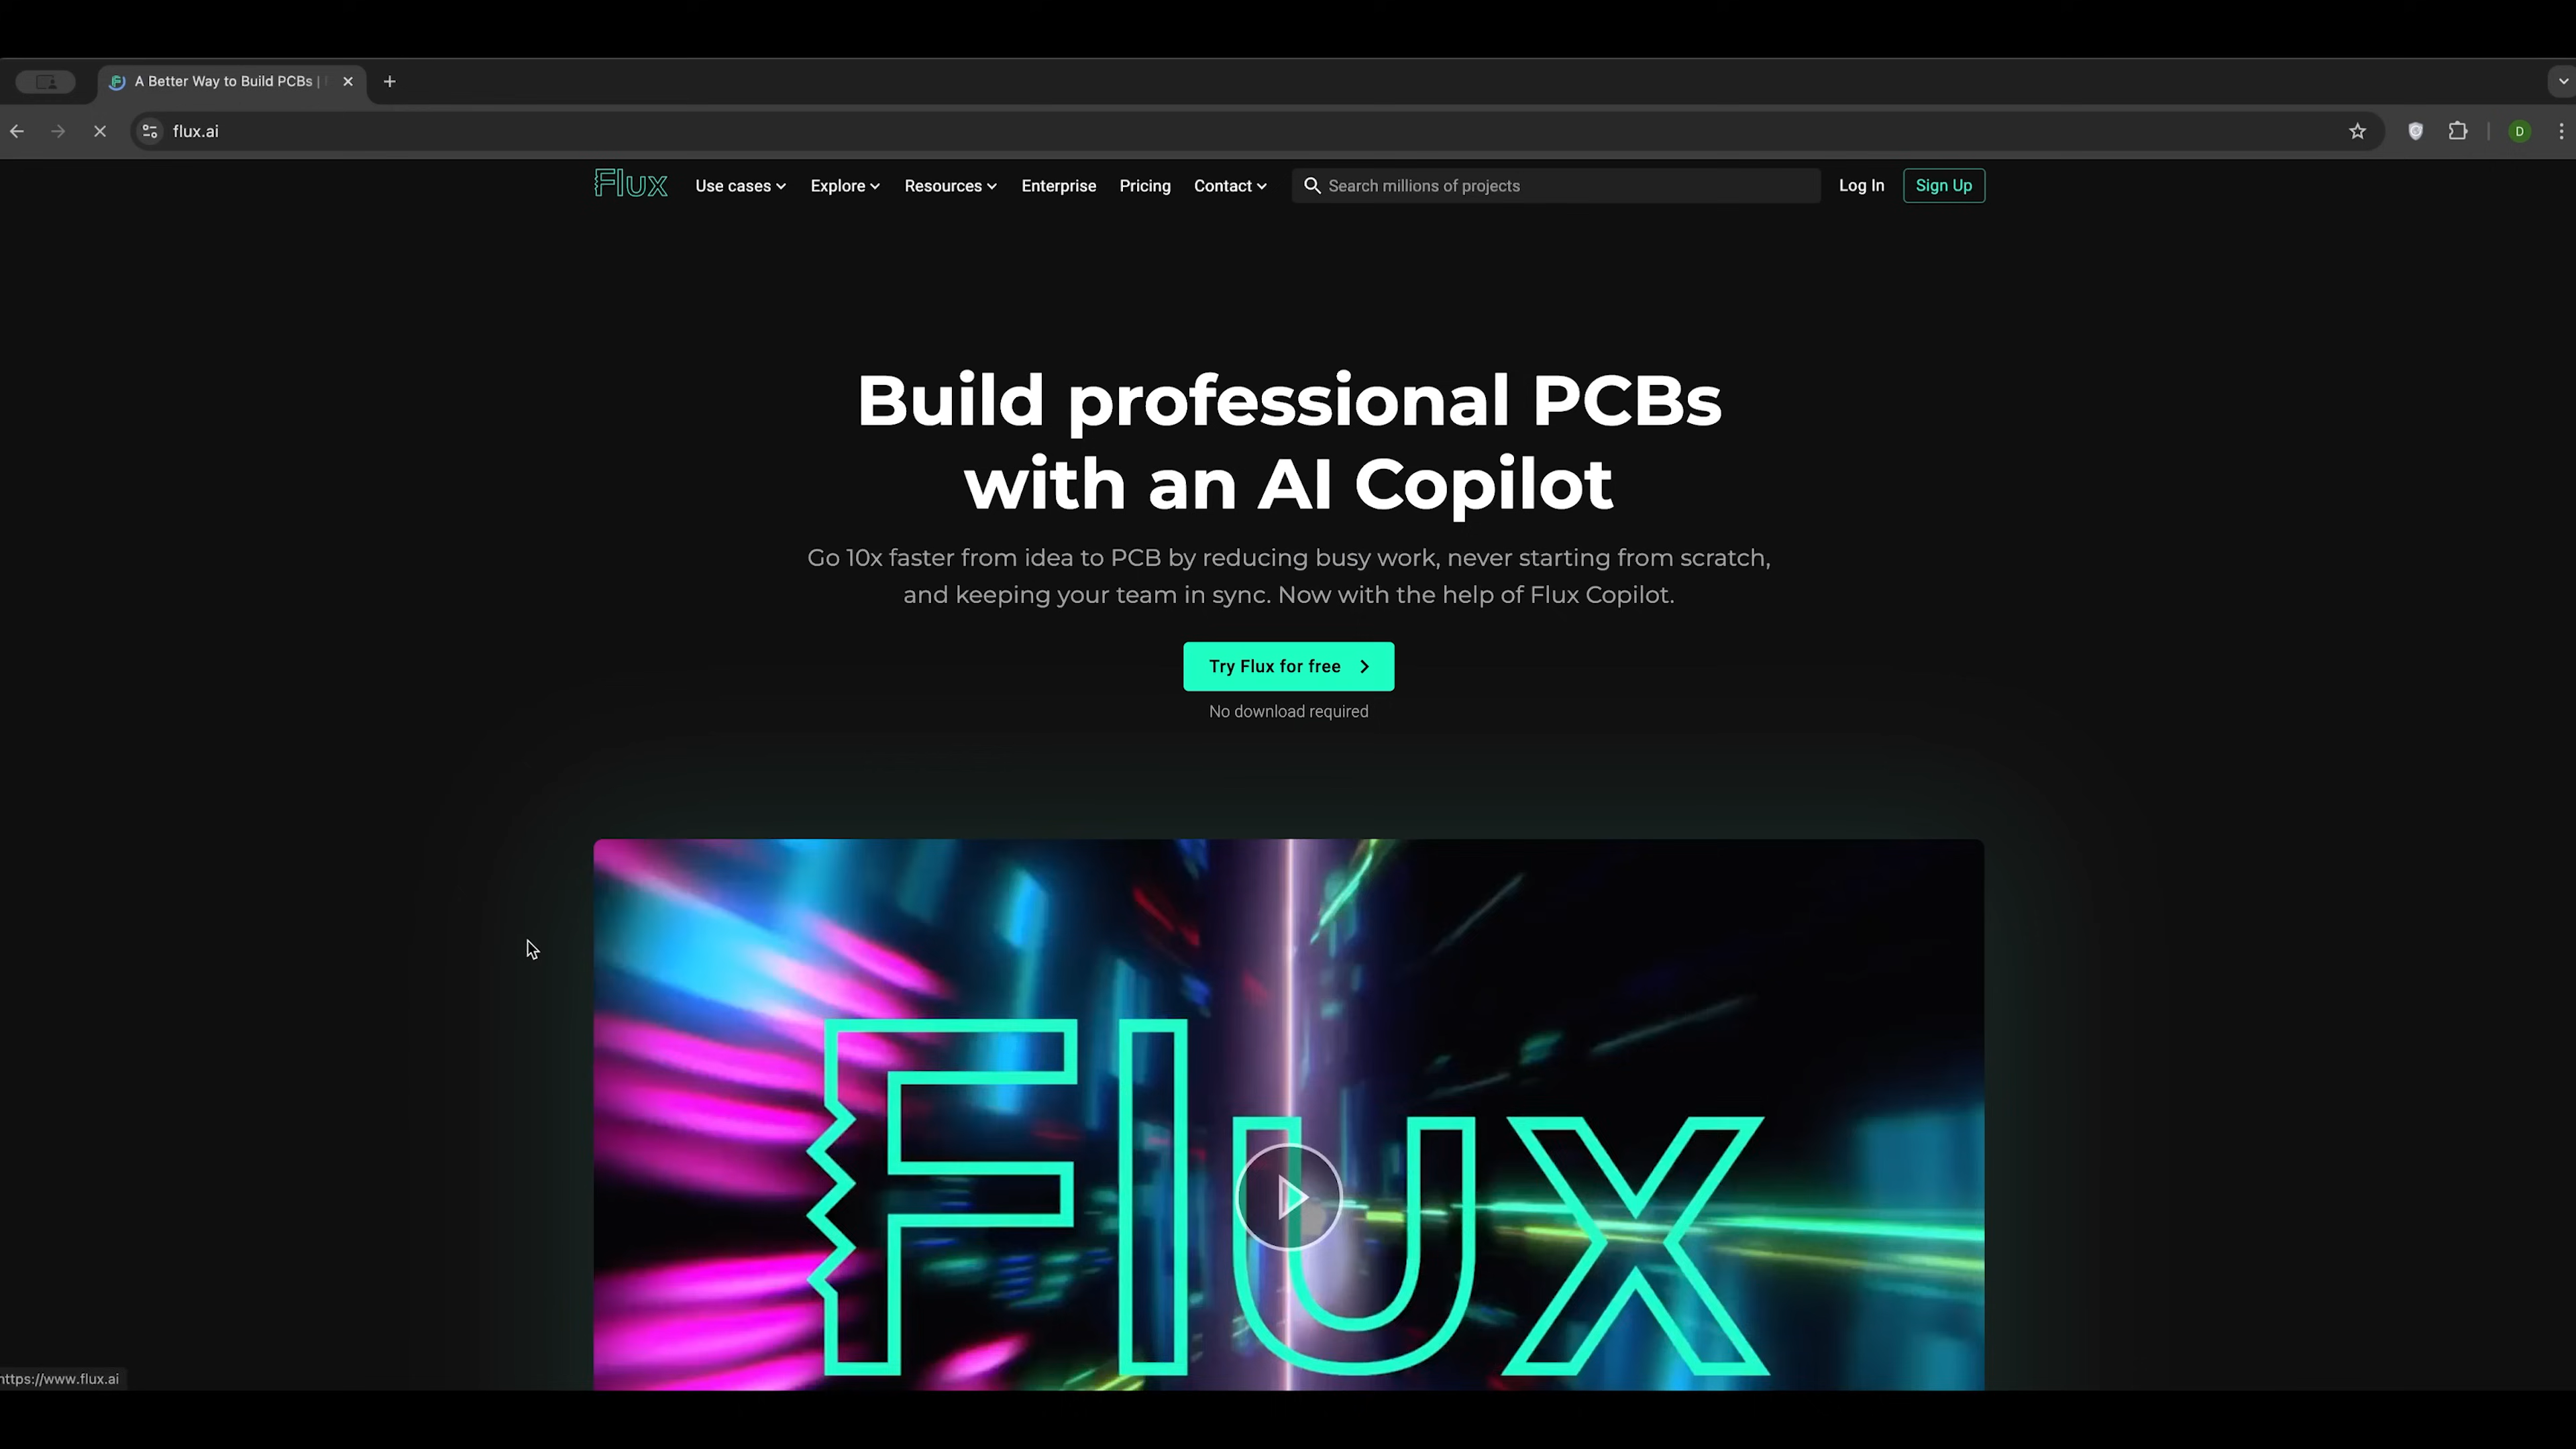 A Better Way to Build PCBs |
flux.ai
D
Flux
Use cases
Explore
Resources
Enterprise
Pricing
Contact
Search millions of projects
Log In
Sign Up
Build professional PCBs
with an AI Copilot
Go 10x faster from idea to PCB by reducing busy work, never starting from scratch,
and keeping your team in sync. Now with the help of Flux Copilot.
Try Flux for free
No download required
Flux
https://www.flux.ai